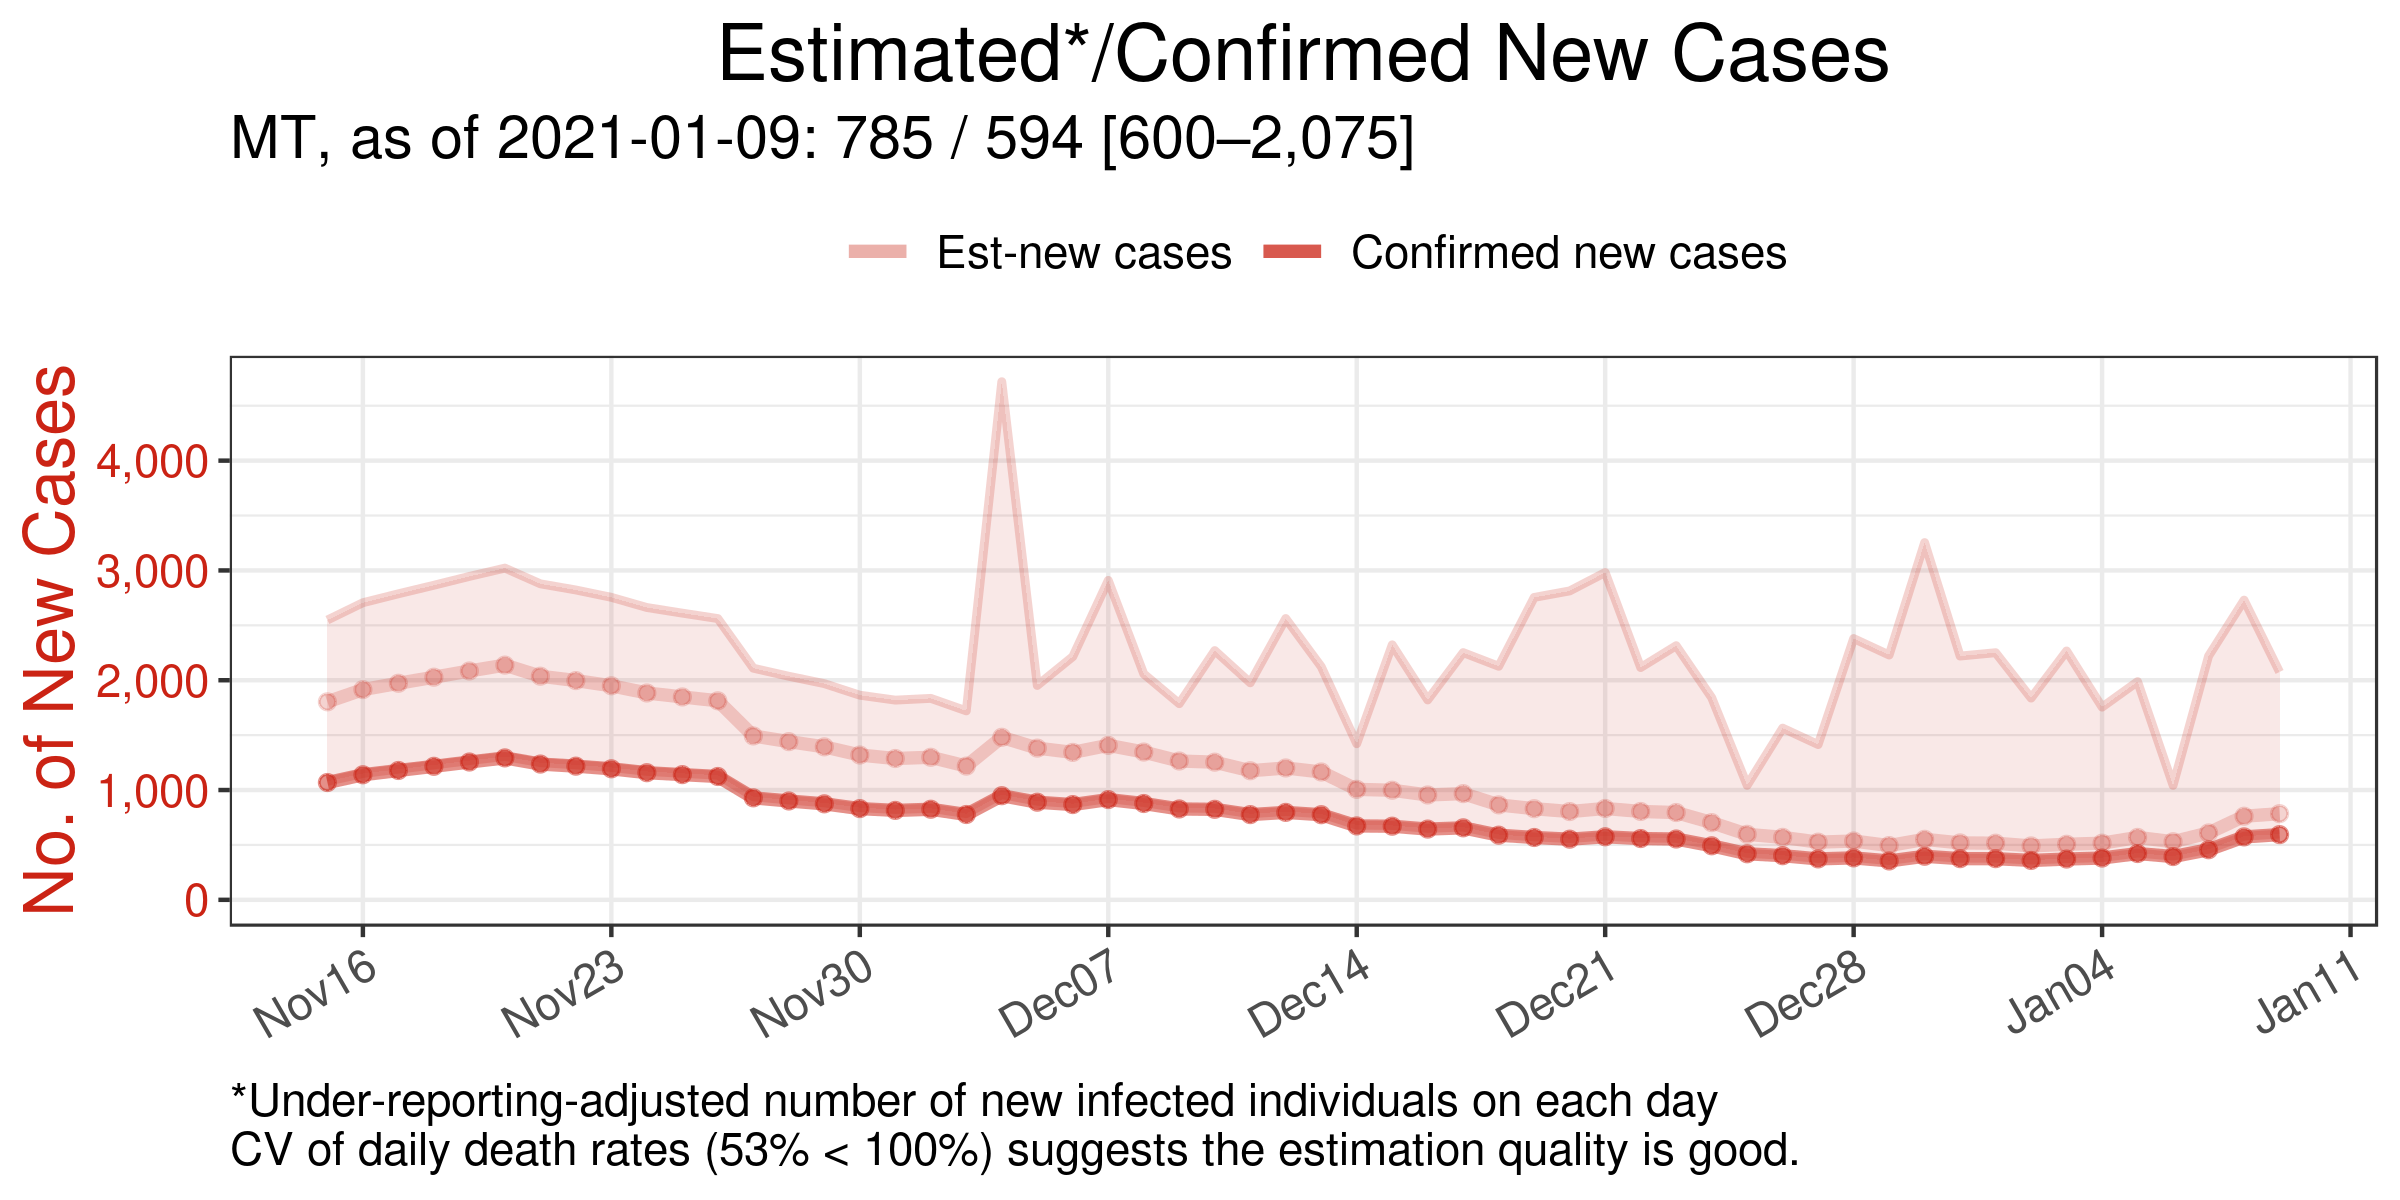 Estimated*/Confirmed New Cases
MT, as of 2021-01-09: 785 / 594 [600–2,075]
Est-new cases Confirmed new cases
No. of New Cases
4,000
3,000
2,000
1,000
0
Nov16 Nov23 Nov30 Dec07 Dec14 Dec21 Dec28 Jan04 Jan11
*Under-reporting-adjusted number of new infected individuals on each day
CV of daily death rates (53% < 100%) suggests the estimation quality is good.